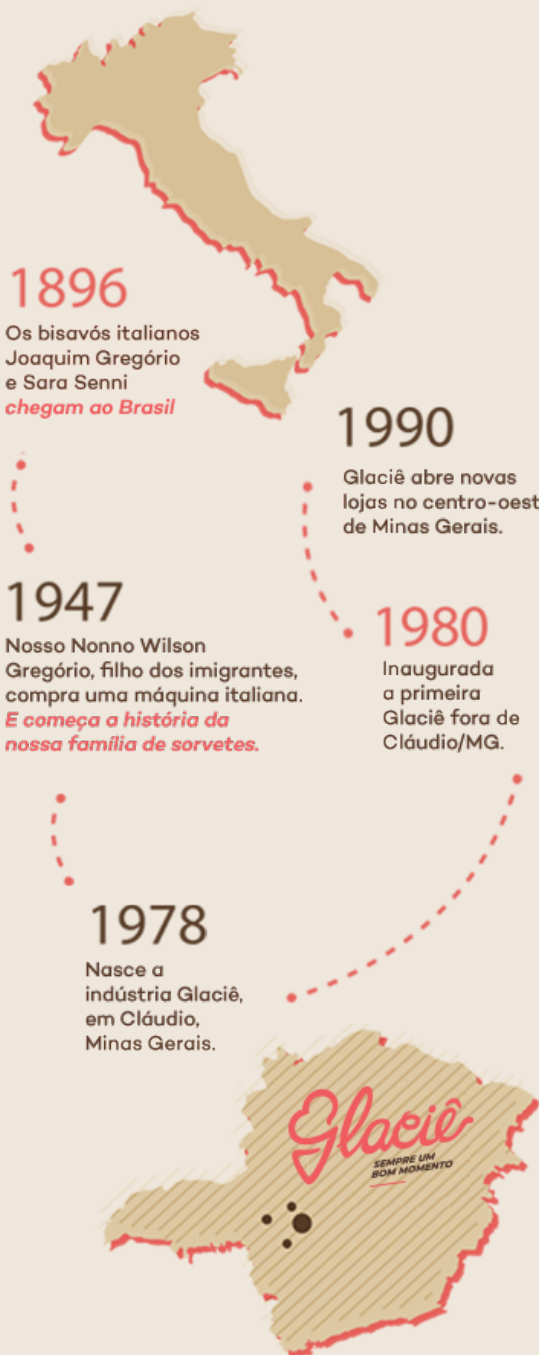 1896
Os bisavós italianos
Joaquim Gregório
e Sara Senni
chegam ao Brasil
1947
Nosso Nonno Wilson
Gregório, filho dos imigrantes,
compra uma máquina italiana.
E começa a história da
nossa família de sorvetes.
1978
Nasce a
indústria Glaciê,
em Cláudio,
Minas Gerais.
1980
Inaugurada
a primeira
Glaciê fora de
Cláudio/MG.
1990
Glaciê abre novas
lojas no centro-oest
de Minas Gerais.
Glaciê
SEMPRE UM
BOM MOMENTO